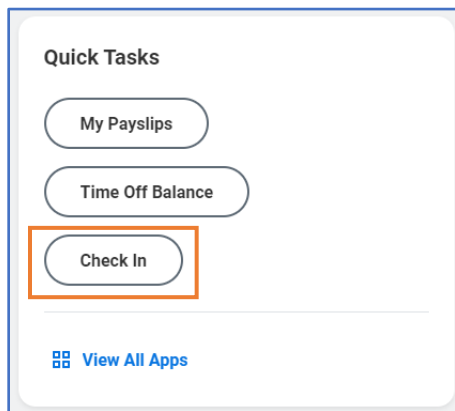 Quick Tasks
My Payslips
Time Off Balance
Check In
View All Apps